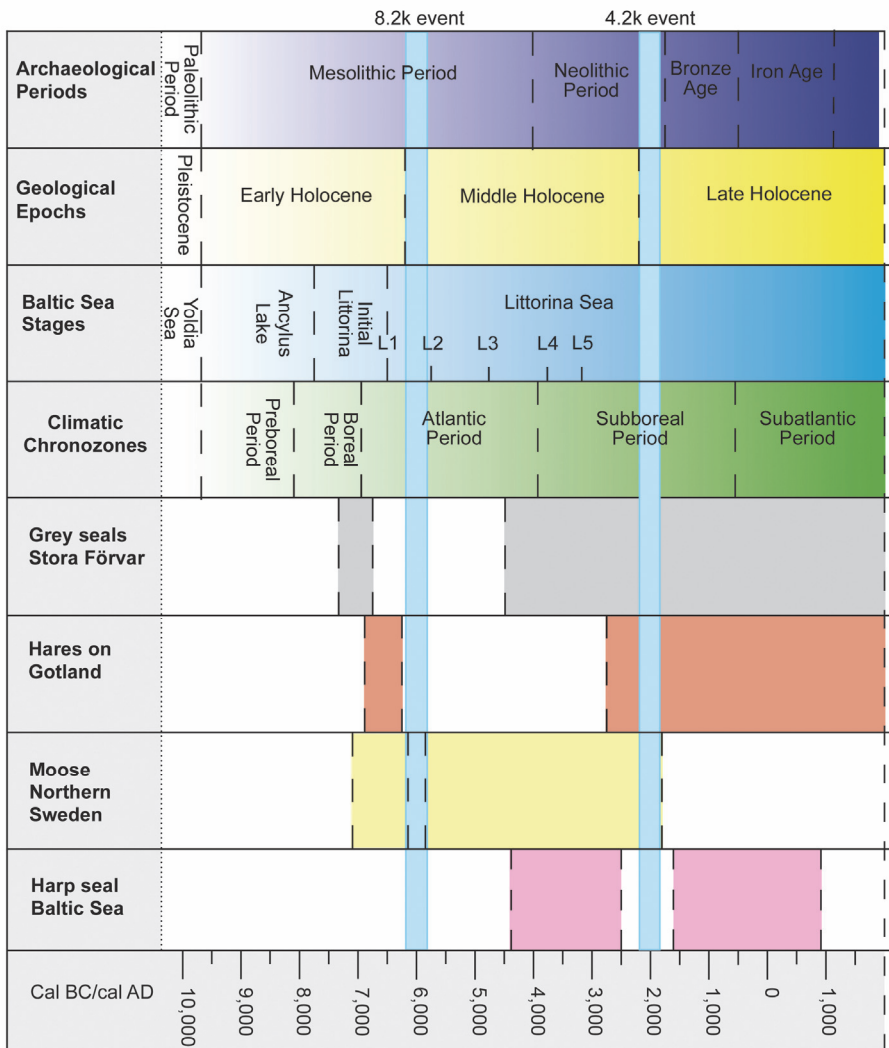 8.2k event
4.2k event
Archaeological
Periods
Paleolithic
Period
Mesolithic Period
Neolithic
Period
Bronze
Age
Iron Age
Geological
Epochs
Pleistocene
Early Holocene
Middle Holocene
Late Holocene
Baltic Sea
Stages
Yoldia
Sea
Ancylus
Lake
Initial
Littorina
Littorina Sea
L1
L2
L3
L4
L5
Climatic
Chronozones
Preboreal
Period
Boreal
Period
Atlantic
Period
Subboreal
Period
Subatlantic
Period
Grey seals
Stora Förvar
Hares on
Gotland
Moose
Northern
Sweden
Harp seal
Baltic Sea
Cal BC/cal AD
10,000
9,000
8,000
7,000
6,000
5,000
4,000
3,000
2,000
1,000
0
1,000